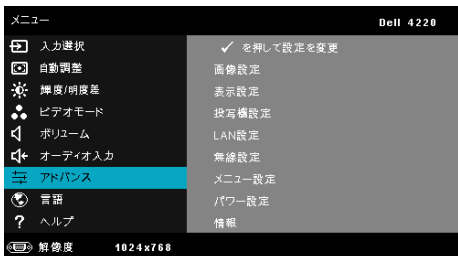 メニュー
Dell 4220
入力選択
自動調整
輝度/明度差
ビデオモード
ボリューム
オーディオ入力
アドバンス
言語
ヘルプ
✓ を押して設定を変更
画像設定
表示設定
投写機設定
LAN設定
無線設定
メニュー設定
パワー設定
情報
解像度 1024x768